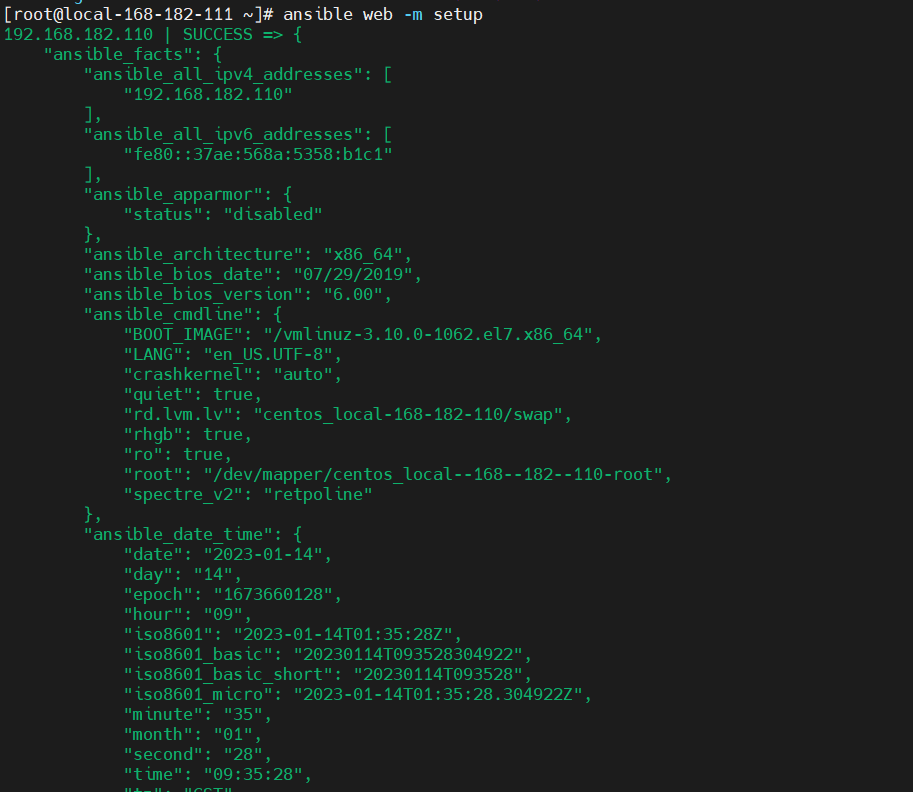 [root@local-168-182-111 ~]# ansible web -m setup
192.168.182.110 | SUCCESS => {
    "ansible_facts": {
        "ansible_all_ipv4_addresses": [
            "192.168.182.110"
        ],
        "ansible_all_ipv6_addresses": [
            "fe80::37ae:568a:5358:b1c1"
        ],
        "ansible_apparmor": {
            "status": "disabled"
        },
        "ansible_architecture": "x86_64",
        "ansible_bios_date": "07/29/2019",
        "ansible_bios_version": "6.00",
        "ansible_cmdline": {
            "BOOT_IMAGE": "/vmlinuz-3.10.0-1062.el7.x86_64",
            "LANG": "en_US.UTF-8",
            "crashkernel": "auto",
            "quiet": true,
            "rd.lvm.lv": "centos_local-168-182-110/swap",
            "rhgb": true,
            "ro": true,
            "root": "/dev/mapper/centos_local--168--182--110-root",
            "spectre_v2": "retpoline"
        },
        "ansible_date_time": {
            "date": "2023-01-14",
            "day": "14",
            "epoch": "1673660128",
            "hour": "09",
            "iso8601": "2023-01-14T01:35:28Z",
            "iso8601_basic": "20230114T093528304922",
            "iso8601_basic_short": "20230114T093528",
            "iso8601_micro": "2023-01-14T01:35:28.304922Z",
            "minute": "35",
            "month": "01",
            "second": "28",
            "time": "09:35:28",
            "tz": "CST"